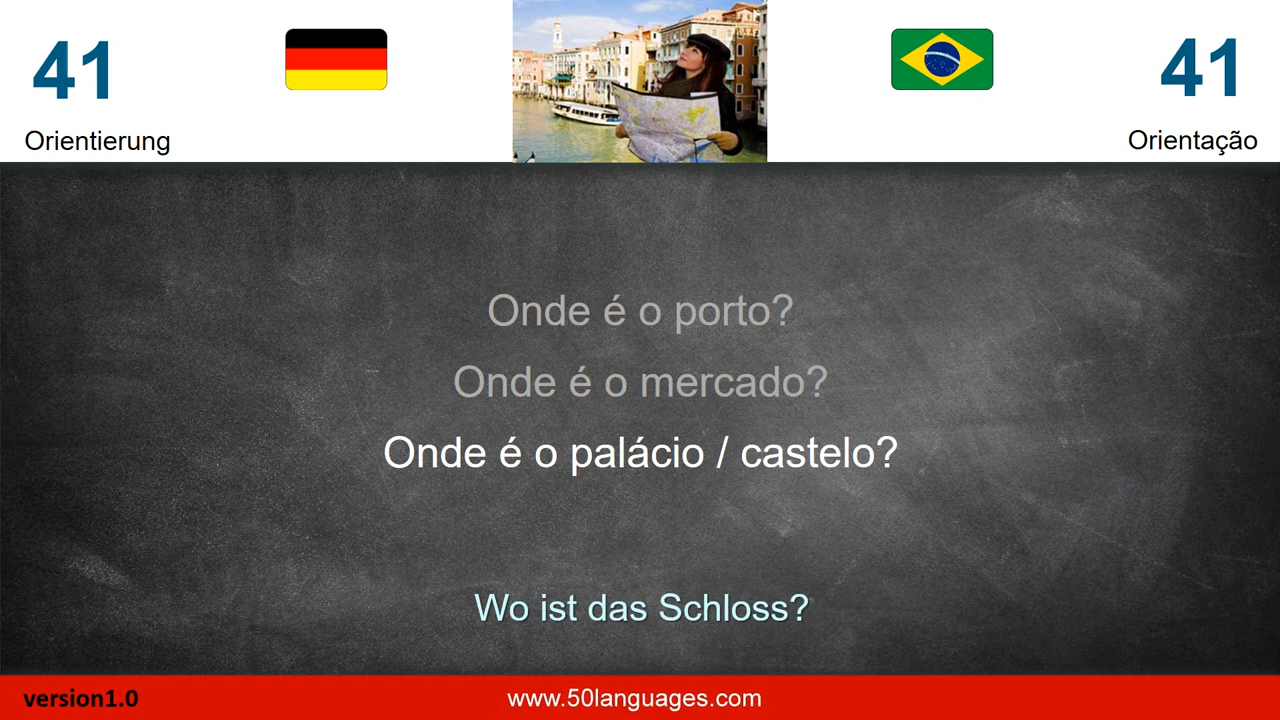 41
41
Orientierung
Orientação
Onde é o porto?
Onde é o mercado?
Onde é o palácio / castelo?
Wo ist das Schloss?
version1.0
www.50languages.com